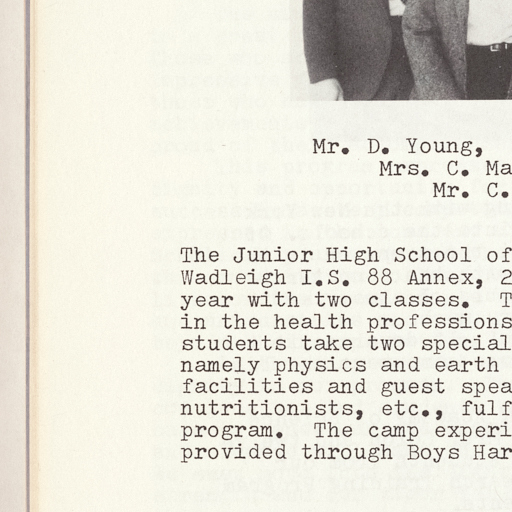 Mr. D. Young,
Mrs. C. Ma
Mr. C.
The Junior High School of
Wadleigh I.S. 88 Annex, 2
year with two classes. T
in the health professions
students take two special
namely physics and earth
facilities and guest spea
nutritionists, etc., fulf
program. The camp experi
provided through Boys Har